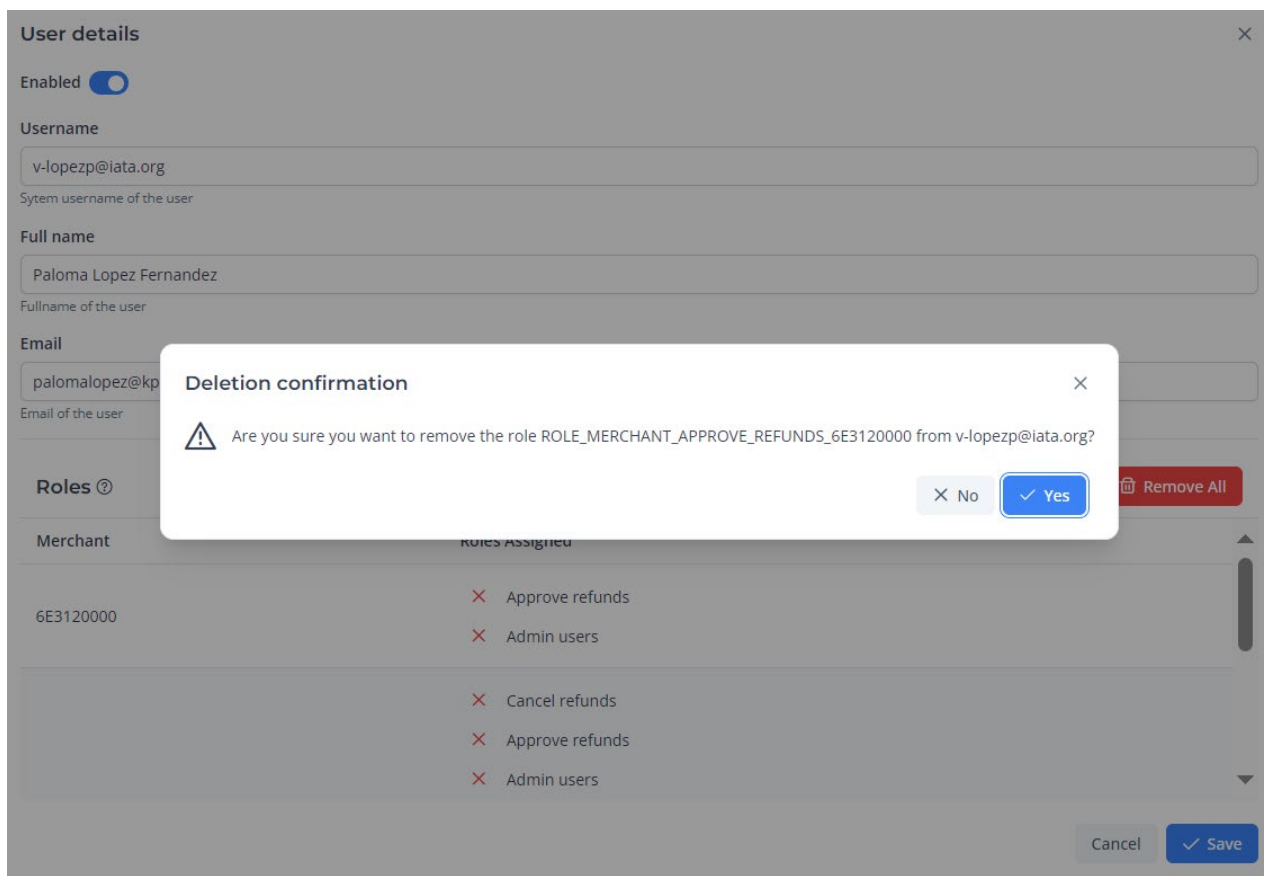 User details
Enabled
Username
v-lopezp@iata.org
Sytem username of the user
Full name
Paloma Lopez Fernandez
Fullname of the user
Email
palomalopez@kp
Email of the user
Deletion confirmation
Are you sure you want to remove the role ROLE_MERCHANT_APPROVE_REFUNDS_6E3120000 from v-lopezp@iata.org?
No Yes
Roles Remove All
Merchant Roles Assigned
6E3120000
Approve refunds
Admin users
Cancel refunds
Approve refunds
Admin users
Cancel Save